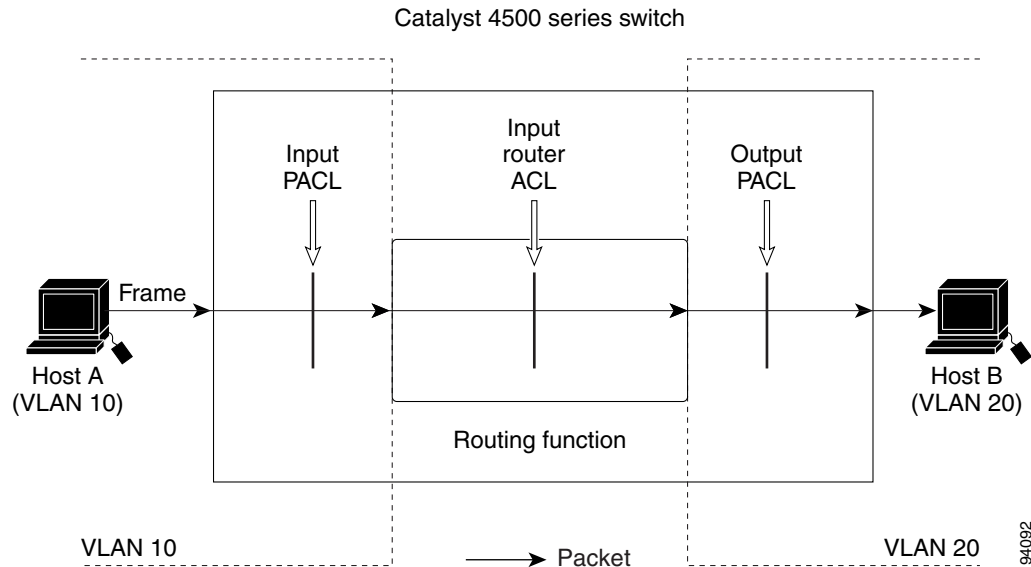 Catalyst 4500 series switch
Input
PACL
Input
router
ACL
Output
PACL
Frame
Host A
(VLAN 10)
Host B
(VLAN 20)
Routing function
VLAN 10
Packet
VLAN 20
94092